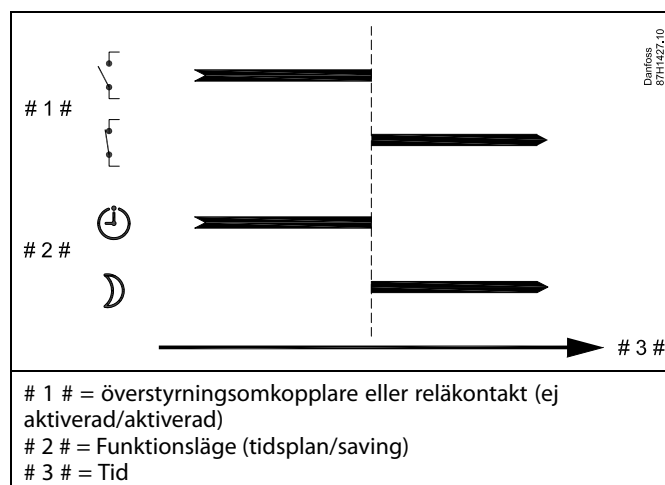 Danfoss
87H1427.10
# 1 #
# 2 #
# 3 #
# 1 # = överstyrningsomkopplare eller reläkontakt (ej
aktiverad/aktiverad)
# 2 # = Funktionsläge (tidsplan/saving)
# 3 # = Tid